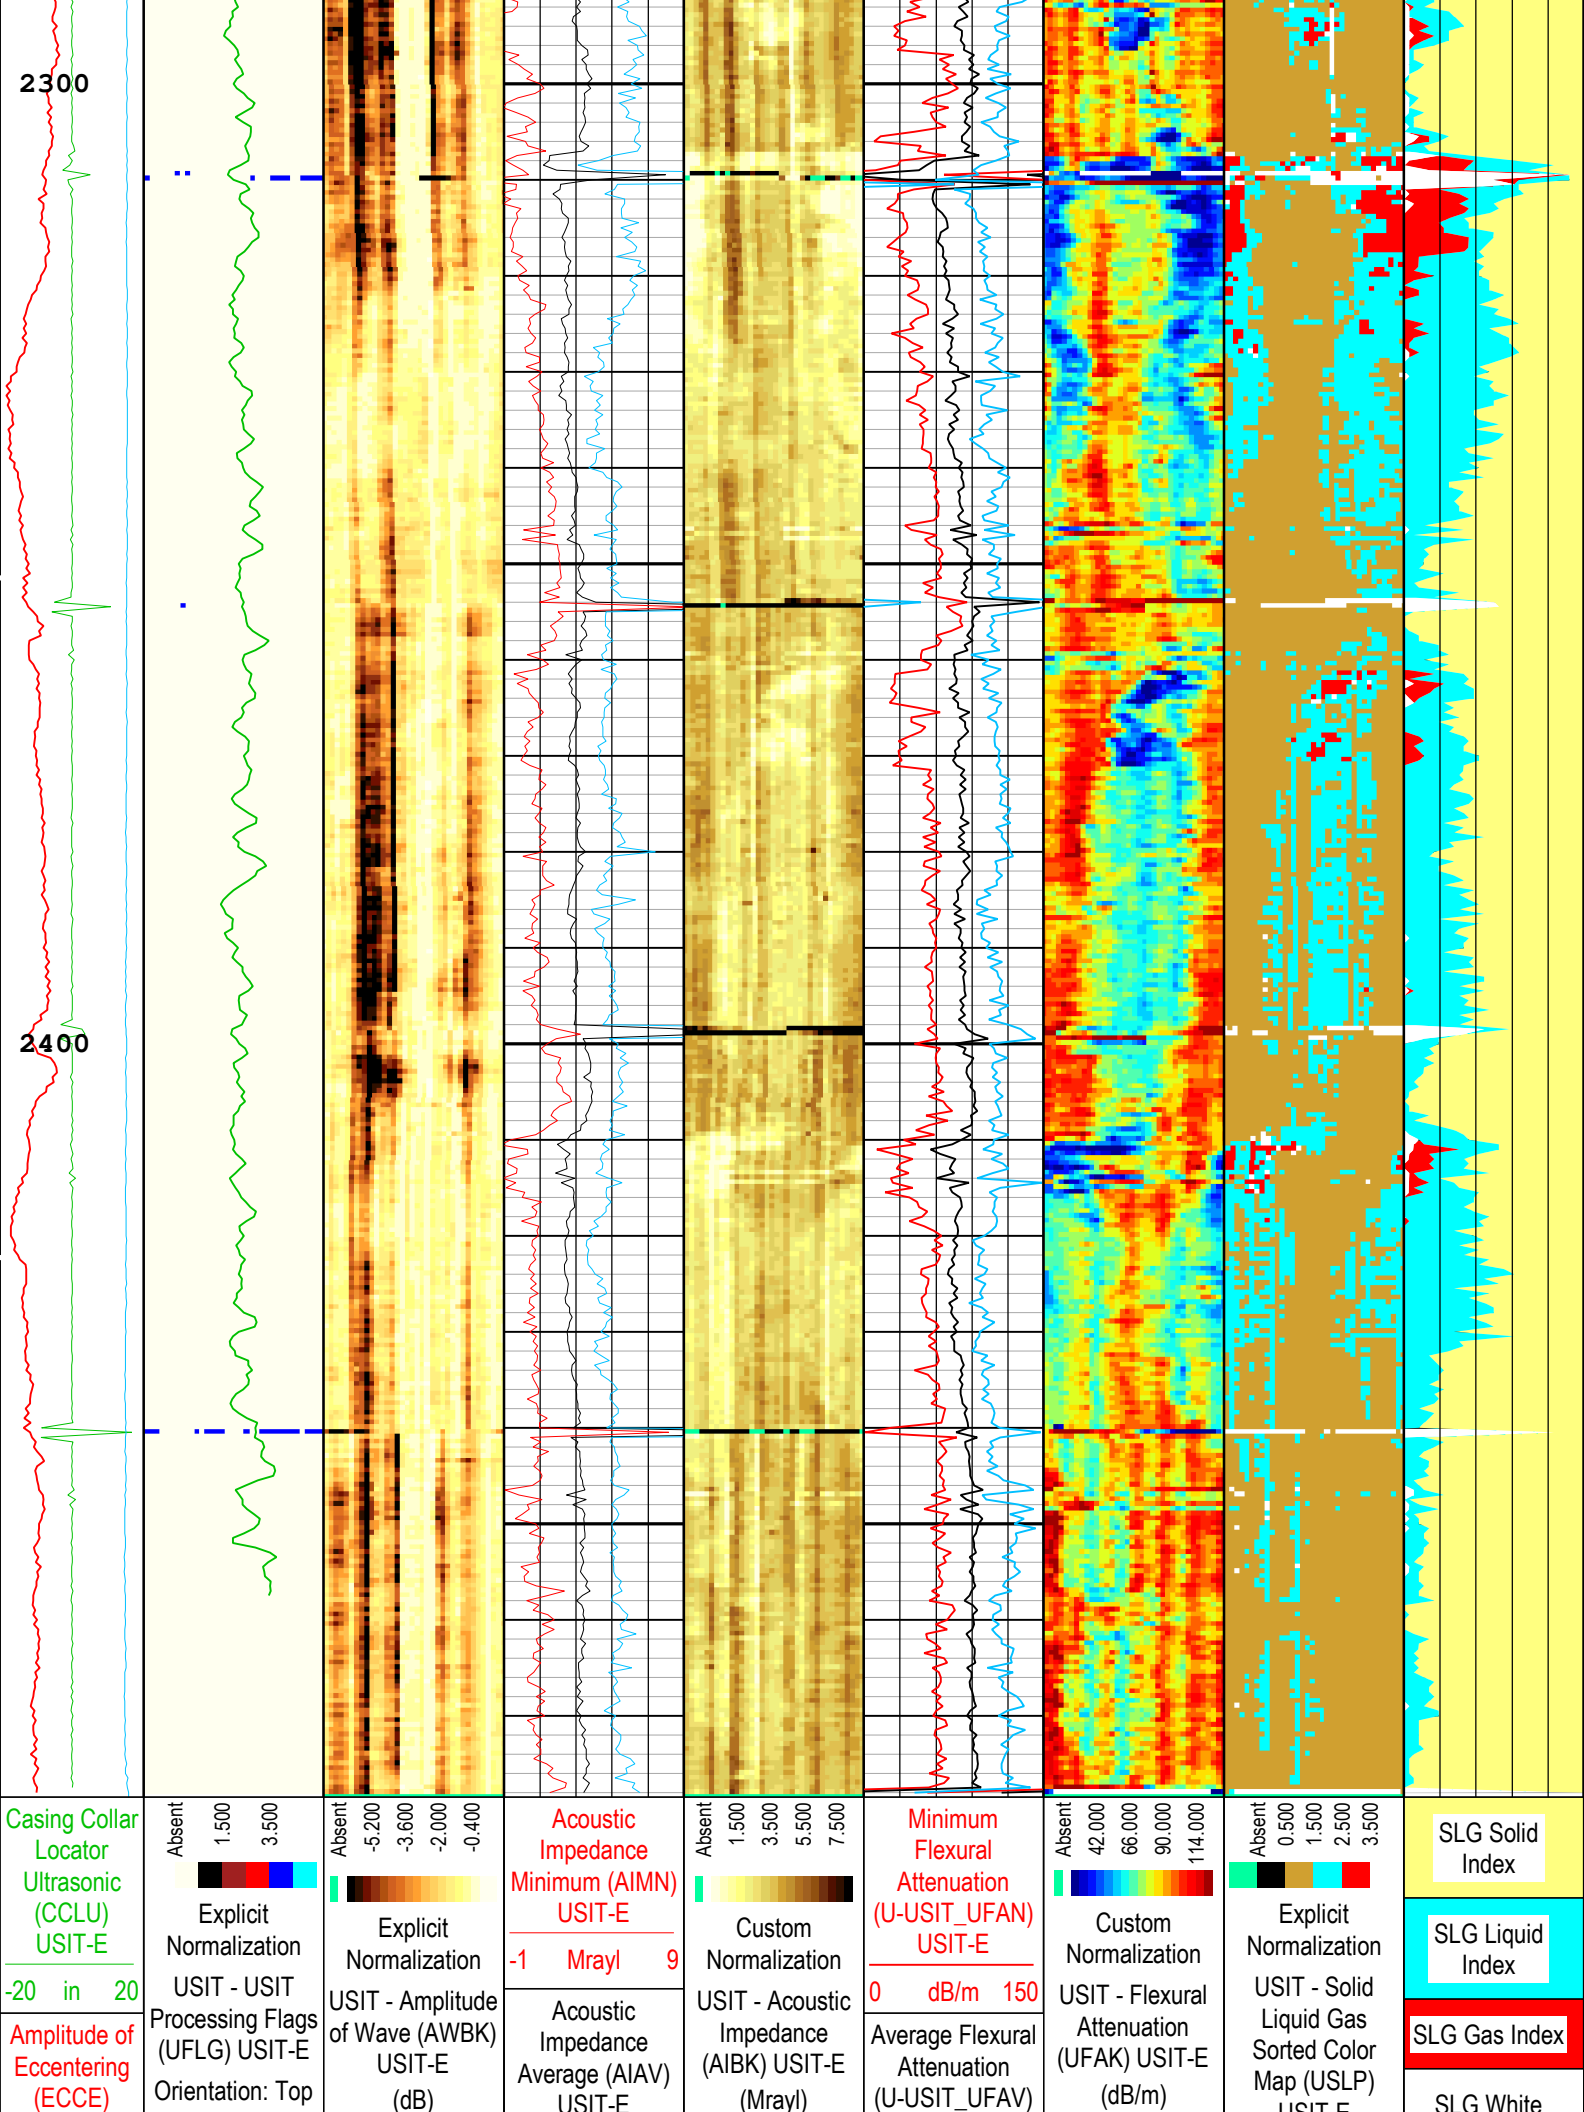 2300
2400
Casing Collar
Locator
Ultrasonic
(CCLU)
USIT-E
-20 in 20
Amplitude of
Eccentering
(ECCE)
Absent 1.500 3.500
Explicit
Normalization
USIT - USIT
Processing Flags
(UFLG) USIT-E
Orientation: Top
Absent -5.200 -3.600 -2.000 -0.400
Explicit
Normalization
USIT - Amplitude
of Wave (AWBK)
USIT-E
(dB)
Acoustic
Impedance
Minimum (AIMN)
USIT-E
-1 Mrayl 9
Acoustic
Impedance
Average (AIAV)
USIT-E
Absent 1.500 3.500 5.500 7.500
Custom
Normalization
USIT - Acoustic
Impedance
(AIBK) USIT-E
(Mrayl)
Minimum
Flexural
Attenuation
(U-USIT_UFAN)
USIT-E
0 dB/m 150
Average Flexural
Attenuation
(U-USIT_UFAV)
Absent 42.000 66.000 90.000 114.000
Custom
Normalization
USIT - Flexural
Attenuation
(UFAK) USIT-E
(dB/m)
Absent 0.500 1.500 2.500 3.500
Explicit
Normalization
USIT - Solid
Liquid Gas
Sorted Color
Map (USLP)
USIT-E
SLG Solid
Index
SLG Liquid
Index
SLG Gas Index
SLG White